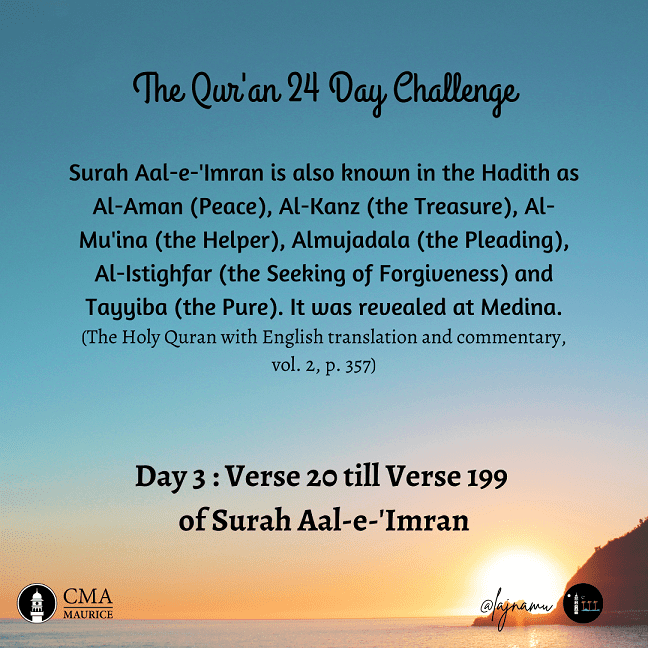 The Qur'an 24 Day Challenge
Surah Aal-e-'Imran is also known in the Hadith as
Al-Aman (Peace), Al-Kanz (the Treasure), Al-
Mu'ina (the Helper), Almujadala (the Pleading),
Al-Istighfar (the Seeking of Forgiveness) and
Tayyiba (the Pure). It was revealed at Medina.
(The Holy Quran with English translation and commentary,
vol. 2, p. 357)
Day 3 : Verse 20 till Verse 199
of Surah Aal-e-'Imran
CMA
MAURICE
@lajnamu